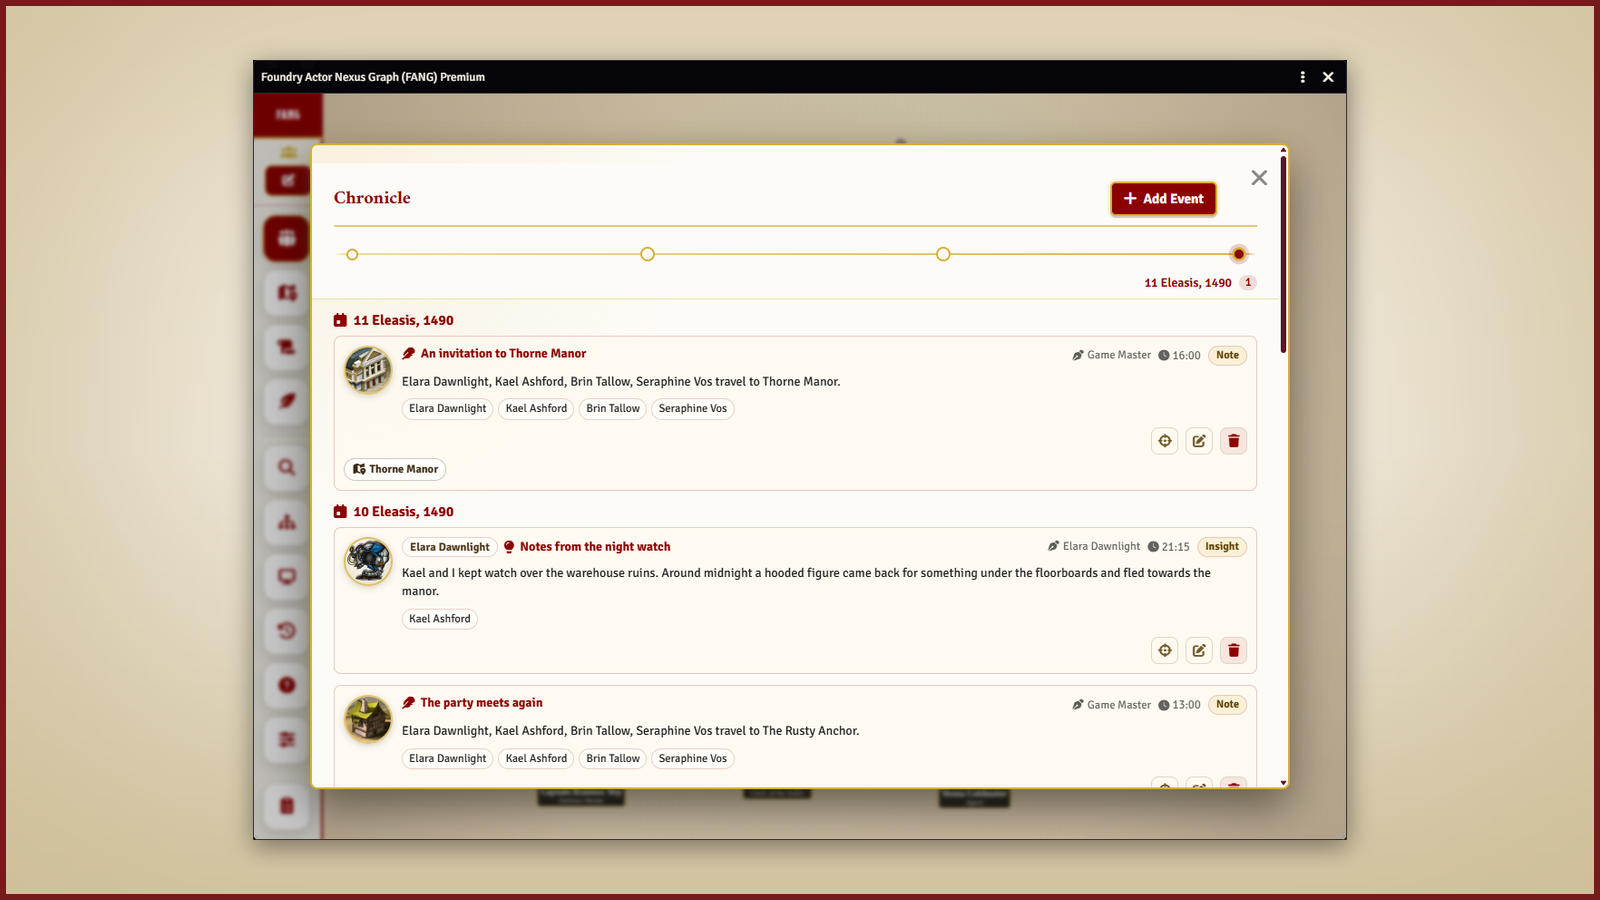 Foundry Actor Nexus Graph (FANG) Premium
FANG
Chronicle
Add Event
11 Eleasis, 1490 1
11 Eleasis, 1490
An invitation to Thorne Manor
Game Master 16:00 Note
Elara Dawnlight, Kael Ashford, Brin Tallow, Seraphine Vos travel to Thorne Manor.
Elara Dawnlight Kael Ashford Brin Tallow Seraphine Vos
Thorne Manor
10 Eleasis, 1490
Elara Dawnlight Notes from the night watch
Elara Dawnlight 21:15 Insight
Kael and I kept watch over the warehouse ruins. Around midnight a hooded figure came back for something under the floorboards and fled towards the
manor.
Kael Ashford
The party meets again
Game Master 13:00 Note
Elara Dawnlight, Kael Ashford, Brin Tallow, Seraphine Vos travel to The Rusty Anchor.
Elara Dawnlight Kael Ashford Brin Tallow Seraphine Vos